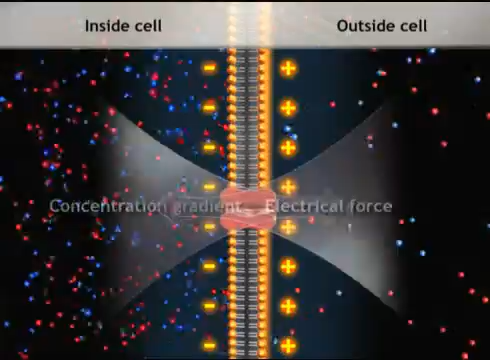 Inside cell
Outside cell
Concentration gradient
Electrical force